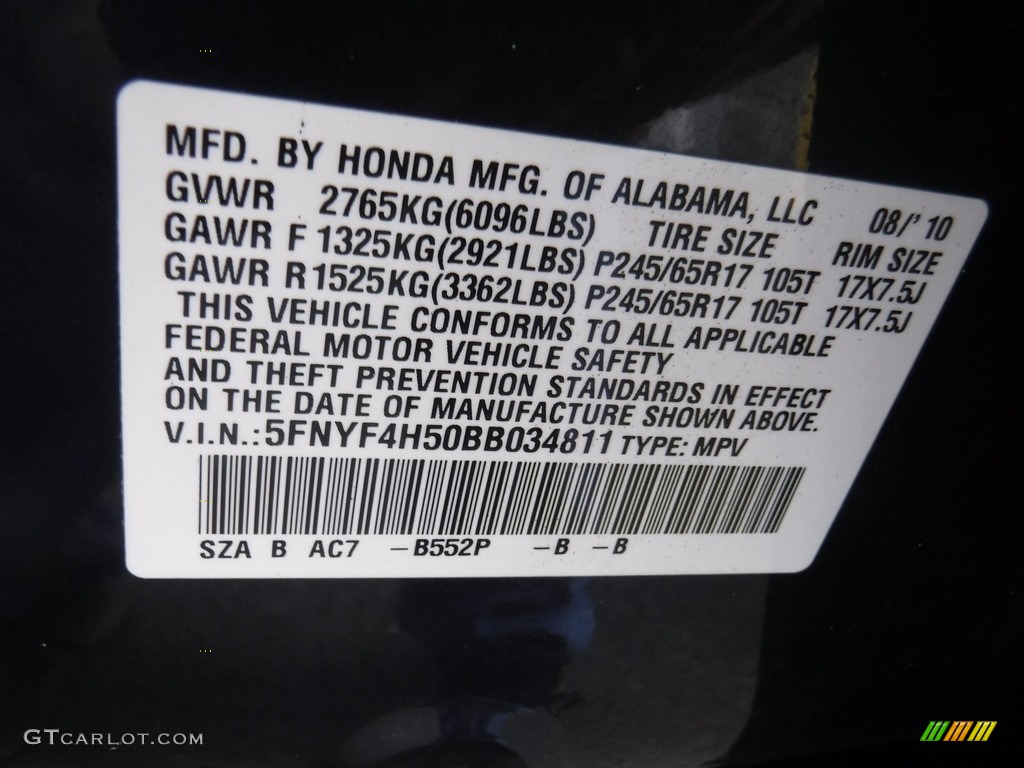 MFD. BY HONDA MFG. OF ALABAMA, LLC 08/'10
GVWR 2765KG(6096LBS) TIRE SIZE RIM SIZE
GAWR F 1325KG(2921LBS) P245/65R17 105T 17X7.5J
GAWR R 1525KG(3362LBS) P245/65R17 105T 17X7.5J
THIS VEHICLE CONFORMS TO ALL APPLICABLE
FEDERAL MOTOR VEHICLE SAFETY
AND THEFT PREVENTION STANDARDS IN EFFECT
ON THE DATE OF MANUFACTURE SHOWN ABOVE.
V.I.N.: 5FNYF4H50BB034811 TYPE: MPV
SZA B AC7 –B552P –B –B
GTCARLOT.COM